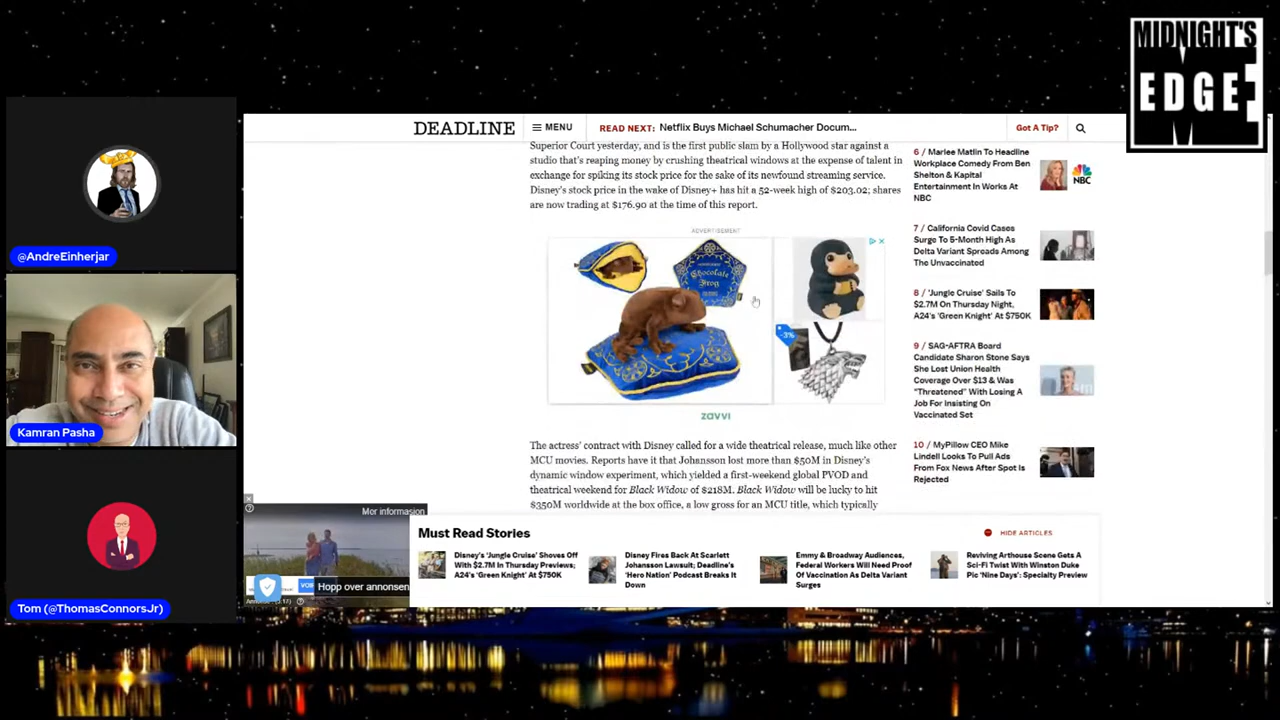 MIDNIGHT'S
EDGE
@AndreEinherjar
Kamran Pasha
Tom (@ThomasConnorsJr)
DEADLINE
MENU
READ NEXT: Netflix Buys Michael Schumacher Docum...
Got A Tip?
Superior Court yesterday, and is the first public slam by a Hollywood star against a
studio that's reaping money by crushing theatrical windows at the expense of talent in
exchange for spiking its stock price for the sake of its newfound streaming service.
Disney's stock price in the wake of Disney+ has hit a 52-week high of $203.02; shares
are now trading at $176.90 at the time of this report.
ADVERTISEMENT
Chocolate
Frog
-3%
zavvi
The actress' contract with Disney called for a wide theatrical release, much like other
MCU movies. Reports have it that Johansson lost more than $50M in Disney's
dynamic window experiment, which yielded a first-weekend global PVOD and
theatrical weekend for Black Widow of $218M. Black Widow will be lucky to hit
$350M worldwide at the box office, a low gross for an MCU title, which typically
6 / Marlee Matlin To Headline
Workplace Comedy From Ben
Shelton & Kapital
Entertainment In Works At
NBC
NBC
7 / California Covid Cases
Surge To 5-Month High As
Delta Variant Spreads Among
The Unvaccinated
8 / 'Jungle Cruise' Sails To
$2.7M On Thursday Night,
A24's 'Green Knight' At $750K
9 / SAG-AFTRA Board
Candidate Sharon Stone Says
She Lost Union Health
Coverage Over $13 & Was
"Threatened" With Losing A
Job For Insisting On
Vaccinated Set
10 / MyPillow CEO Mike
Lindell Looks To Pull Ads
From Fox News After Spot Is
Rejected
Mer informasjon
Hopp over annonsen
Must Read Stories
HIDE ARTICLES
Disney's 'Jungle Cruise' Shoves Off
With $2.7M In Thursday Previews;
A24's 'Green Knight' At $750K
Disney Fires Back At Scarlett
Johansson Lawsuit; Deadline's
'Hero Nation' Podcast Breaks It
Down
Emmy & Broadway Audiences,
Federal Workers Will Need Proof
Of Vaccination As Delta Variant
Surges
Reviving Arthouse Scene Gets A
Sci-Fi Twist With Winston Duke
Pic 'Nine Days': Specialty Preview